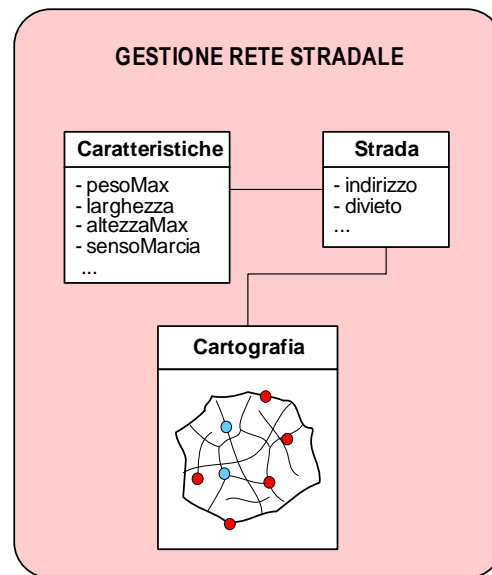 GESTIONE RETE STRADALE
Caratteristiche
- pesoMax
- larghezza
- altezzaMax
- sensoMarcia
...
Strada
- indirizzo
- divieto
...
Cartografia